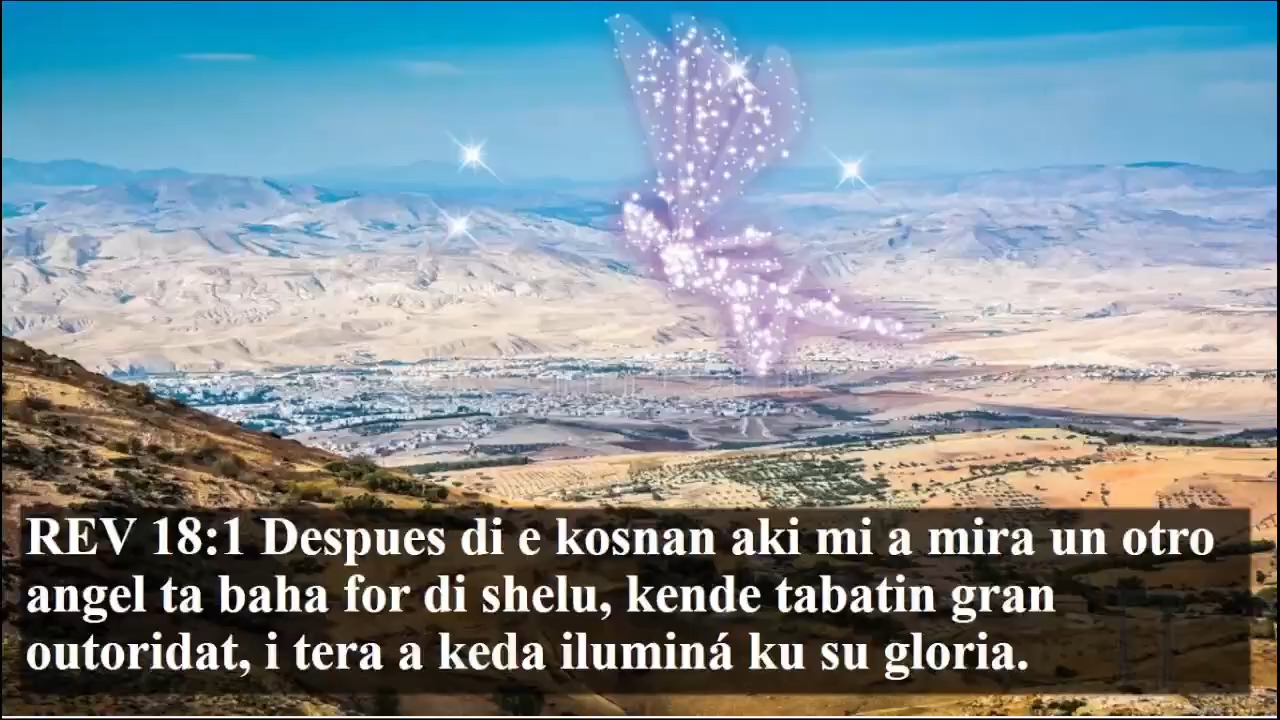 REV 18:1 Despues di e kosnan aki mi a mira un otro
angel ta baha for di shelu, kende tabatin gran
outoridat, i tera a keda iluminá ku su gloria.